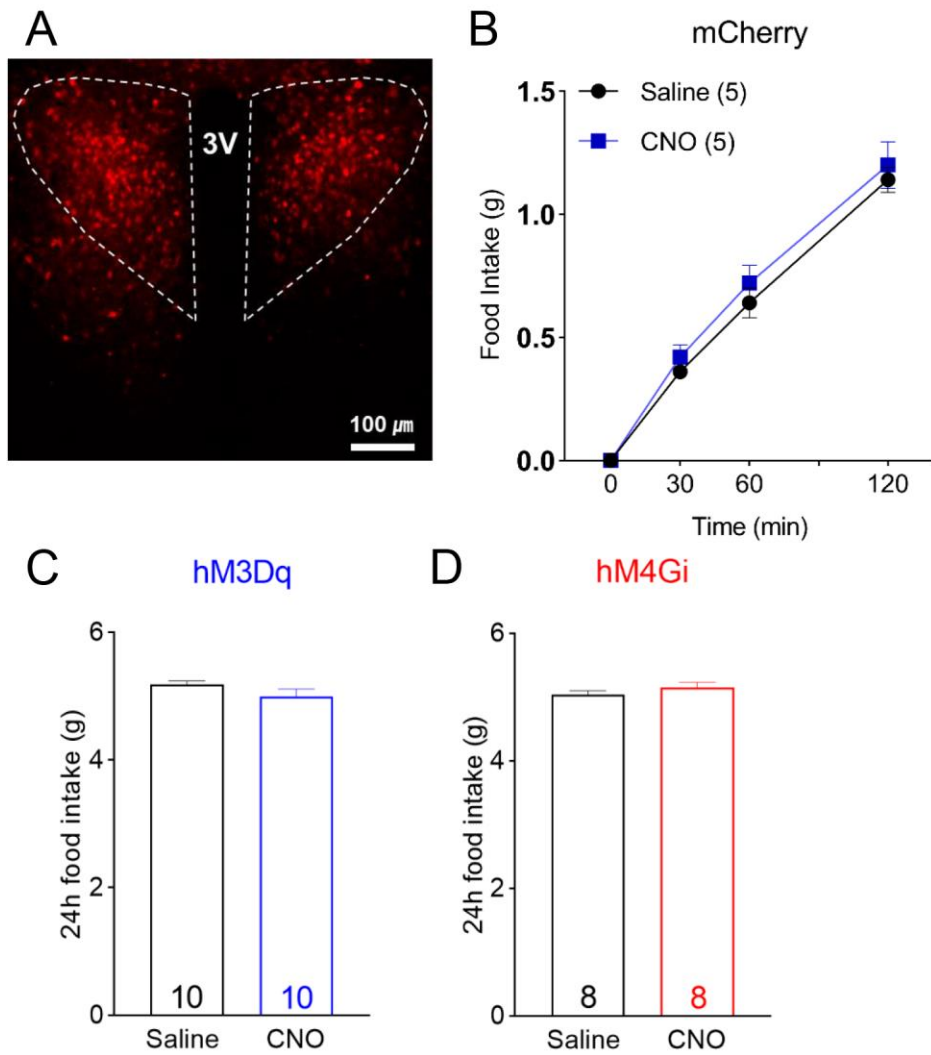 A
3V
100 μm
B
mCherry
Saline (5)
CNO (5)
1.5
1.0
0.5
0.0
Food Intake (g)
0 30 60 120
Time (min)
C
hM3Dq
6
4
2
0
24h food intake (g)
10 10
Saline CNO
D
hM4Gi
6
4
2
0
24h food intake (g)
8 8
Saline CNO